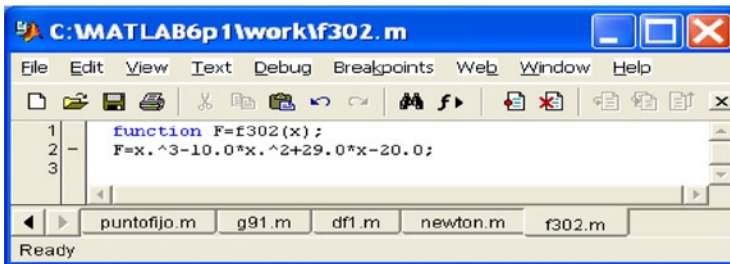 C:\MATLAB6p1\work\f302.m
File Edit View Text Debug Breakpoints Web Window Help
1 function F=f302(x);
2 - F=x.^3-10.0*x.^2+29.0*x-20.0;
3
puntofijo.m g91.m df1.m newton.m f302.m
Ready